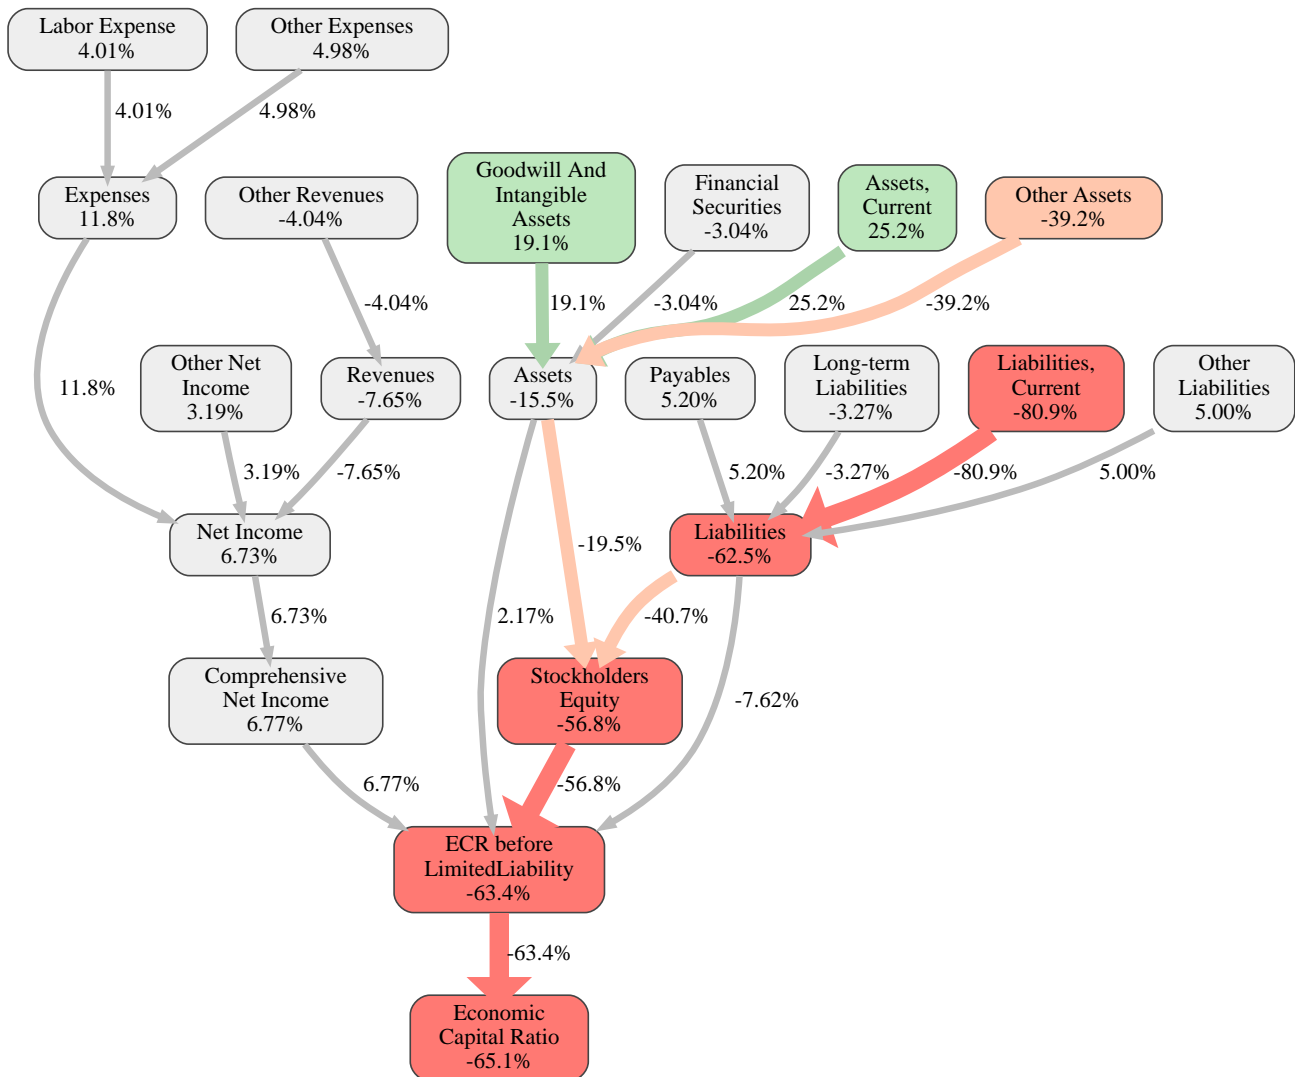 Labor Expense
4.01%
Other Expenses
4.98%
4.01%
4.98%
Expenses
11.8%
Other Revenues
-4.04%
Goodwill And
Intangible
Assets
19.1%
Financial
Securities
-3.04%
Assets,
Current
25.2%
Other Assets
-39.2%
-4.04%
19.1%
-3.04%
25.2%
-39.2%
11.8%
Other Net
Income
3.19%
Revenues
-7.65%
Assets
-15.5%
Payables
5.20%
Long-term
Liabilities
-3.27%
Liabilities,
Current
-80.9%
Other
Liabilities
5.00%
3.19%
-7.65%
5.20%
-3.27%
-80.9%
5.00%
Net Income
6.73%
-19.5%
Liabilities
-62.5%
6.73%
2.17%
-40.7%
Comprehensive
Net Income
6.77%
Stockholders
Equity
-56.8%
-7.62%
6.77%
-56.8%
ECR before
LimitedLiability
-63.4%
-63.4%
Economic
Capital Ratio
-65.1%